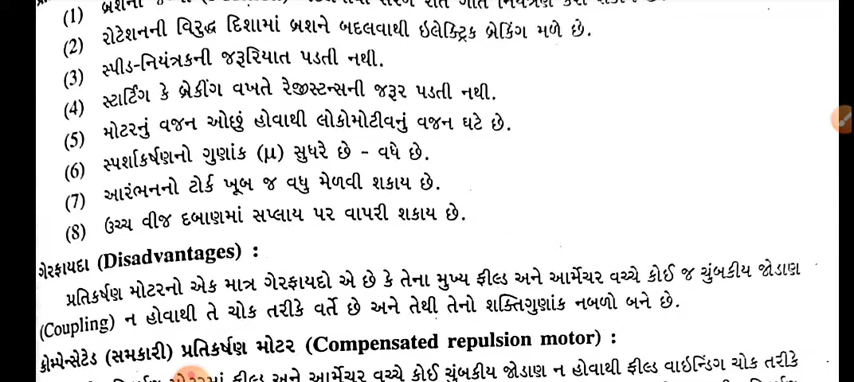 (1) બ્રશની
(2) રોટેશનની વિરુદ્ધ દિશામાં બ્રશને બદલવાથી ઇલેક્ટ્રિક બ્રેકિંગ મળે છે.
(3) સ્પીડ-નિયંત્રકની જરૂરિયાત પડતી નથી.
(4) સ્ટાર્ટિંગ કે બ્રેકીંગ વખતે રેજીસ્ટન્સની જરૂર પડતી નથી.
(5) મોટરનું વજન ઓછું હોવાથી લોકોમોટીવનું વજન ઘટે છે.
(6) સ્પર્શાકર્ષણનો ગુણાંક (μ) સુધરે છે - વધે છે.
(7) આરંભનનો ટોર્ક ખૂબ જ વધુ મેળવી શકાય છે.
(8) ઉચ્ચ વીજ દબાણમાં સપ્લાય પર વાપરી શકાય છે.
ગેરફાયદા (Disadvantages) :
પ્રતિકર્ષણ મોટરનો એક માત્ર ગેરફાયદો એ છે કે તેના મુખ્ય ફીલ્ડ અને આર્મેચર વચ્ચે કોઈ જ ચુંબકીય જોડાણ
(Coupling) ન હોવાથી તે ચોક તરીકે વર્તે છે અને તેથી તેનો શક્તિગુણાંક નબળો બને છે.
કોમ્પેન્સેટેડ (સમકારી) પ્રતિકર્ષણ મોટર (Compensated repulsion motor) :
મોટરમાં ફીલ્ડ અને આર્મેચર વચ્ચે કોઈ ચુંબકીય જોડાણ ન હોવાથી ફીલ્ડ વાઇન્ડિંગ ચોક તરીકે